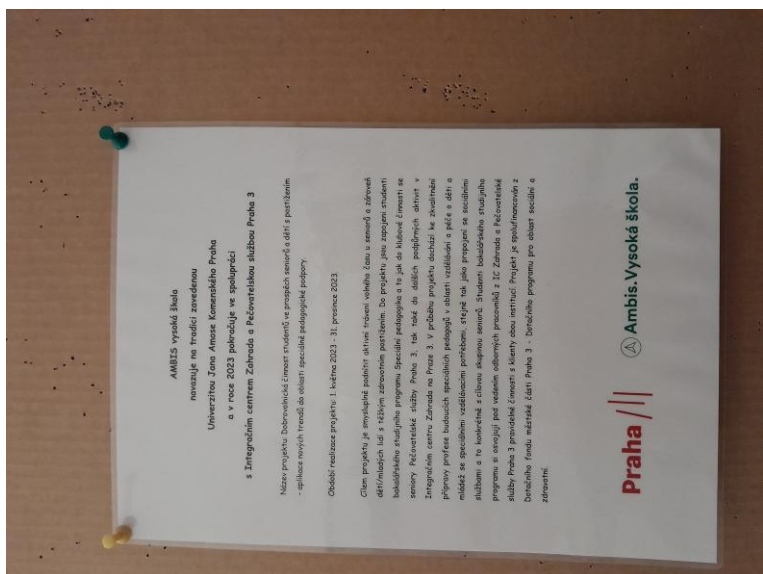 AMBIS vysoká škola
navazuje na tradici zavedenou
Univerzitou Jana Amose Komenského Praha
a v roce 2023 pokračuje ve spolupráci
s Integračním centrem Zahrada a Pečovatelskou službou Praha 3
Název projektu: Dobrovolnická činnost studentů ve prospěch seniorů a dětí s postižením
- aplikace nových trendů do oblasti speciálně pedagogické podpory.
Období realizace projektu: 1. května 2023 - 31. prosince 2023.
Cílem projektu je smysluplně podnítit aktivní trávení volného času u seniorů a zároveň
dětí/mladých lidí s těžkým zdravotním postižením. Do projektu jsou zapojeni studenti
bakalářského studijního programu Speciální pedagogika a to jak do klubové činnosti se
seniory Pečovatelské služby Praha 3, tak také do dalších podpůrných aktivit v
Integračním centru Zahrada na Praze 3. V průběhu projektu dochází ke zkvalitnění
přípravy profese budoucích speciálních pedagogů v oblasti vzdělávání a péče o děti a
mládež se speciálními vzdělávacími potřebami, stejně tak jako propojení se sociálními
službami a to konkrétně s cílovou skupinou seniorů. Studenti bakalářského studijního
programu si osvojují pod vedením odborných pracovníků z IC Zahrada a Pečovatelské
služby Praha 3 pravidelné činnosti s klienty obou institucí. Projekt je spolufinancován z
Dotačního fondu městské části Praha 3 - Dotačního programu pro oblast sociální a
zdravotní.
Praha Ambis. Vysoká škola.